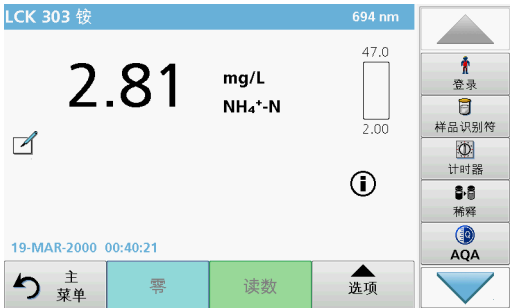 LCK 303 铵 694 nm
47.0
2.81 mg/L
NH₄⁺-N
2.00
19-MAR-2000 00:40:21
主
菜单
零
读数
选项
登录
样品识别符
计时器
稀释
AQA